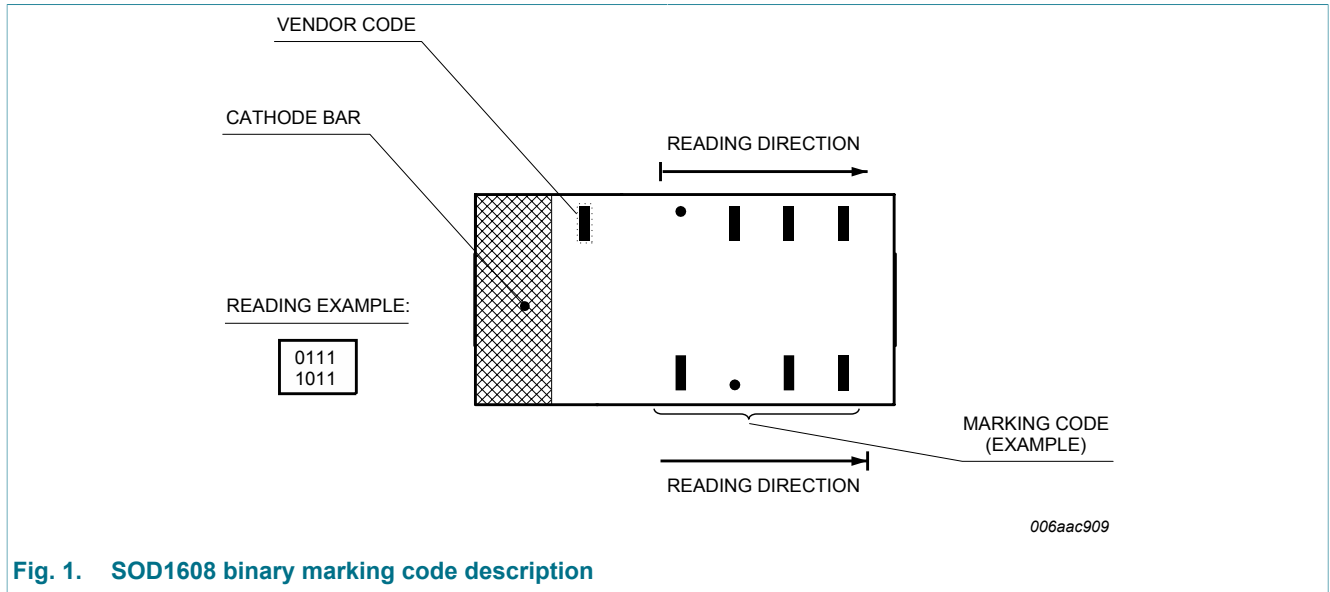 VENDOR CODE
CATHODE BAR
READING DIRECTION
READING EXAMPLE:
0111
1011
MARKING CODE
(EXAMPLE)
READING DIRECTION
006aac909
Fig. 1. SOD1608 binary marking code description